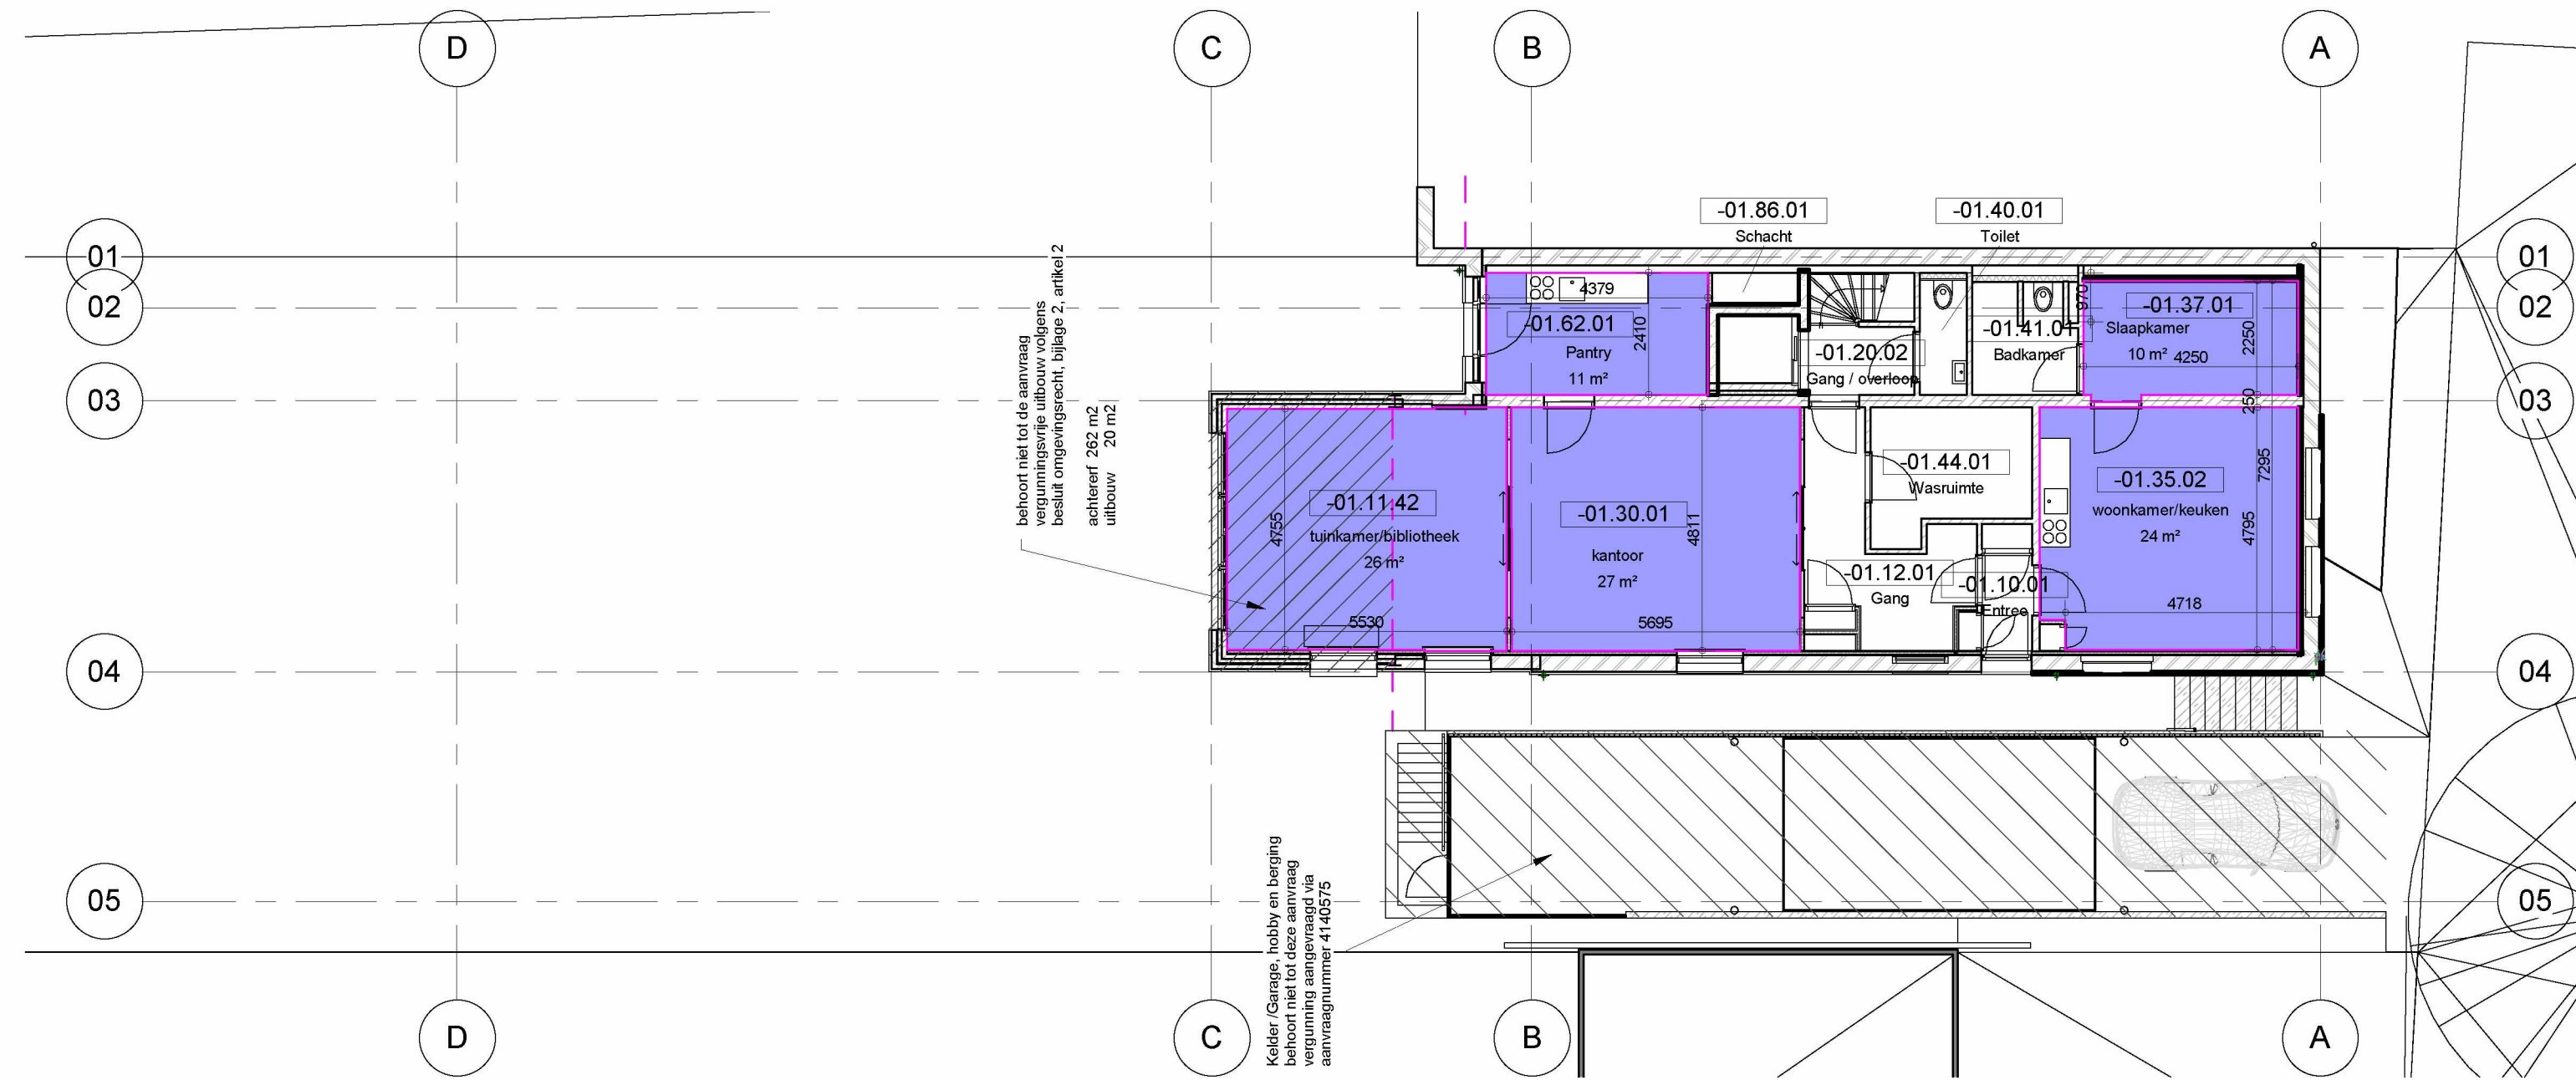 D
C
B
A
01
02
03
04
05
01
02
03
04
05
behoort niet tot de aanvraag
vergunningsvrije uitbouw volgens
besluit omgevingsrecht, bijlage 2, artikel 2
achtererf 262 m2
uitbouw 20 m2
-01.86.01
Schacht
-01.40.01
Toilet
4379
-01.62.01
Pantry
11 m²
2410
-01.20.02
Gang / overloop
-01.41.01
Badkamer
970
-01.37.01
Slaapkamer
10 m²
4250
2250
250
-01.11.42
tuinkamer/bibliotheek
26 m²
4755
5530
-01.30.01
kantoor
27 m²
4811
5695
-01.44.01
Wasruimte
-01.12.01
Gang
-01.10.01
Entree
-01.35.02
woonkamer/keuken
24 m²
7295
4795
4718
Kelder /Garage, hobby en berging
behoort niet tot deze aanvraag
vergunning aangevraagd via
aanvraagnummer 41405575
D
C
B
A